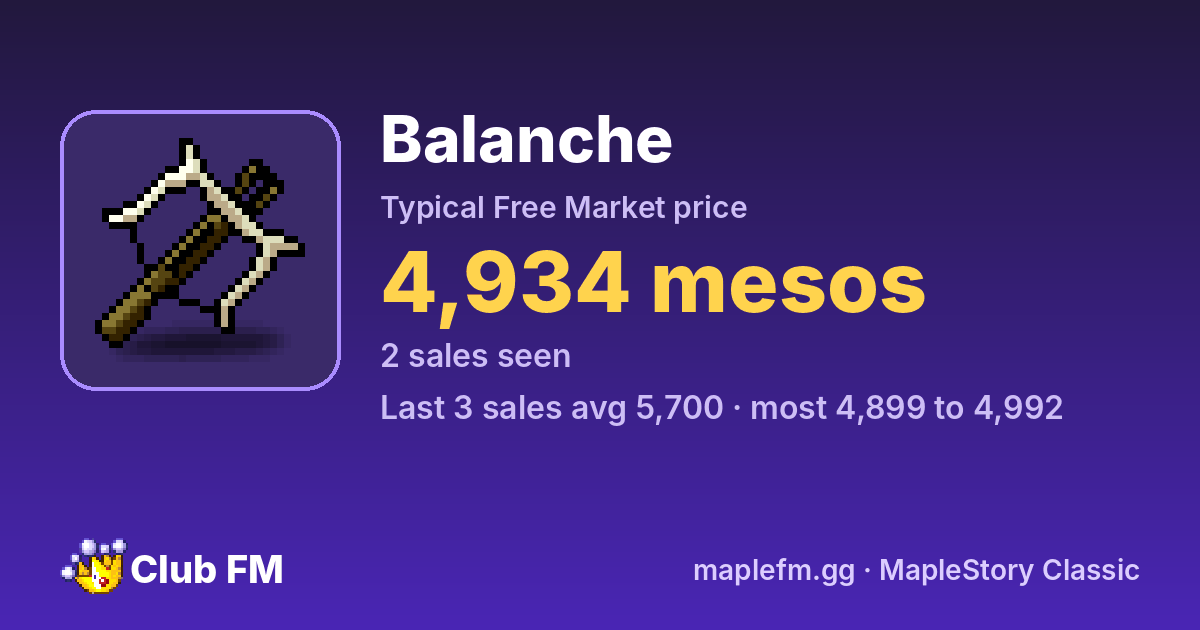 Balanche
Typical Free Market price
4,934 mesos
2 sales seen
Last 3 sales avg 5,700 · most 4,899 to 4,992
Club FM
maplefm.gg · MapleStory Classic